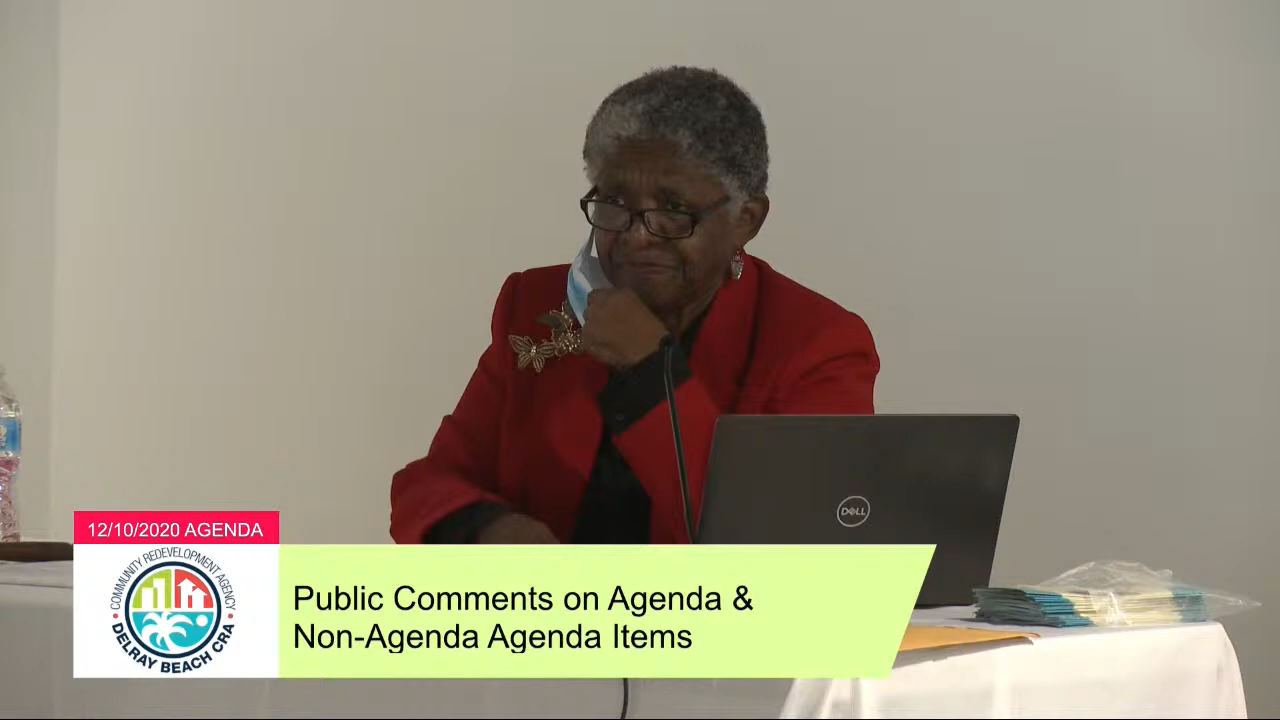 12/10/2020 AGENDA
COMMUNITY REDEVELOPMENT AGENCY
DELRAY BEACH CRA
Public Comments on Agenda &
Non-Agenda Agenda Items
DELL